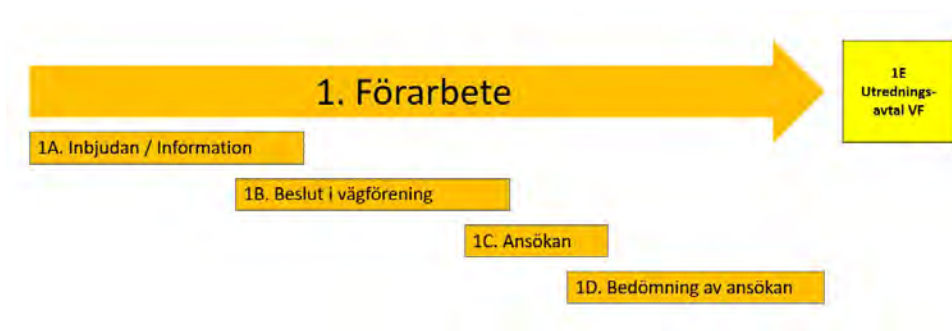 1. Förarbete
1E
Utrednings-
avtal VF
1A. Inbjudan / Information
1B. Beslut i vägförening
1C. Ansökan
1D. Bedömning av ansökan